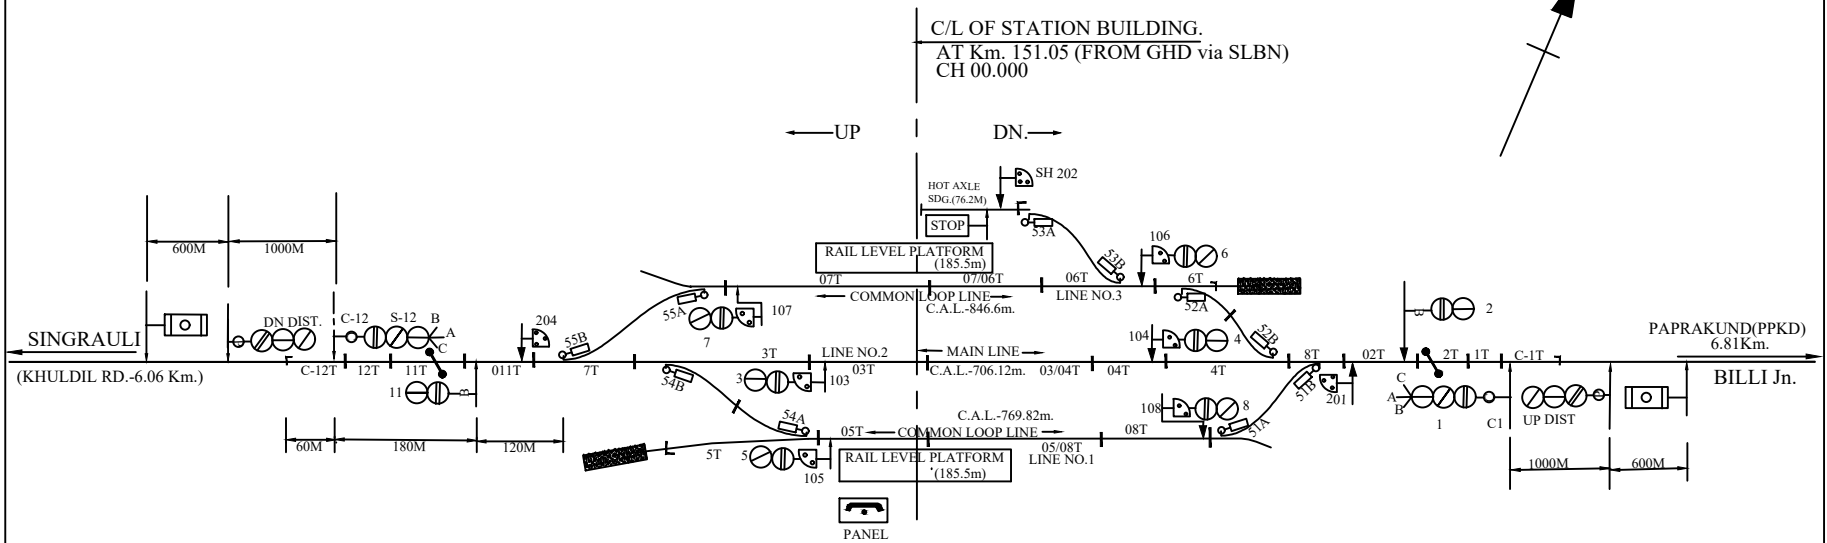 C/L OF STATION BUILDING.
AT Km. 151.05 (FROM GHD via SLBN)
CH 00.000
UP
DN.
SH 202
HOT AXLE
SDG.(76.2M)
STOP
53A
53B
106
6
RAIL LEVEL PLATFORM
(185.5m)
600M
1000M
07T
07/06T
06T
6T
COMMON LOOP LINE
LINE NO.3
C.A.L-846.6m.
55A
107
7
52A
52B
B
2
SINGRAULI
(KHULDIL RD.-6.06 Km.)
DN DIST.
C-12
S-12
B
A
C
204
55B
104
4
PAPRAKUND(PPKD)
6.81Km.
BILLI Jn.
3T
LINE NO.2
MAIN LINE
8T
02T
2T
1T
C-1T
C-12T
12T
11T
011T
7T
03T
C.A.L-706.12m.
03/04T
04T
4T
11
B
54B
3
103
51B
201
C
A
B
1
C1
UP DIST
54A
C.A.L-769.82m.
108
8
51A
60M
180M
120M
05T
COMMON LOOP LINE
08T
5T
5
105
05/08T
LINE NO.1
RAIL LEVEL PLATFORM
(185.5m)
1000M
600M
PANEL